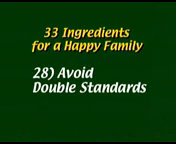 33 Ingredients
for a Happy Family
28) Avoid
Double Standards